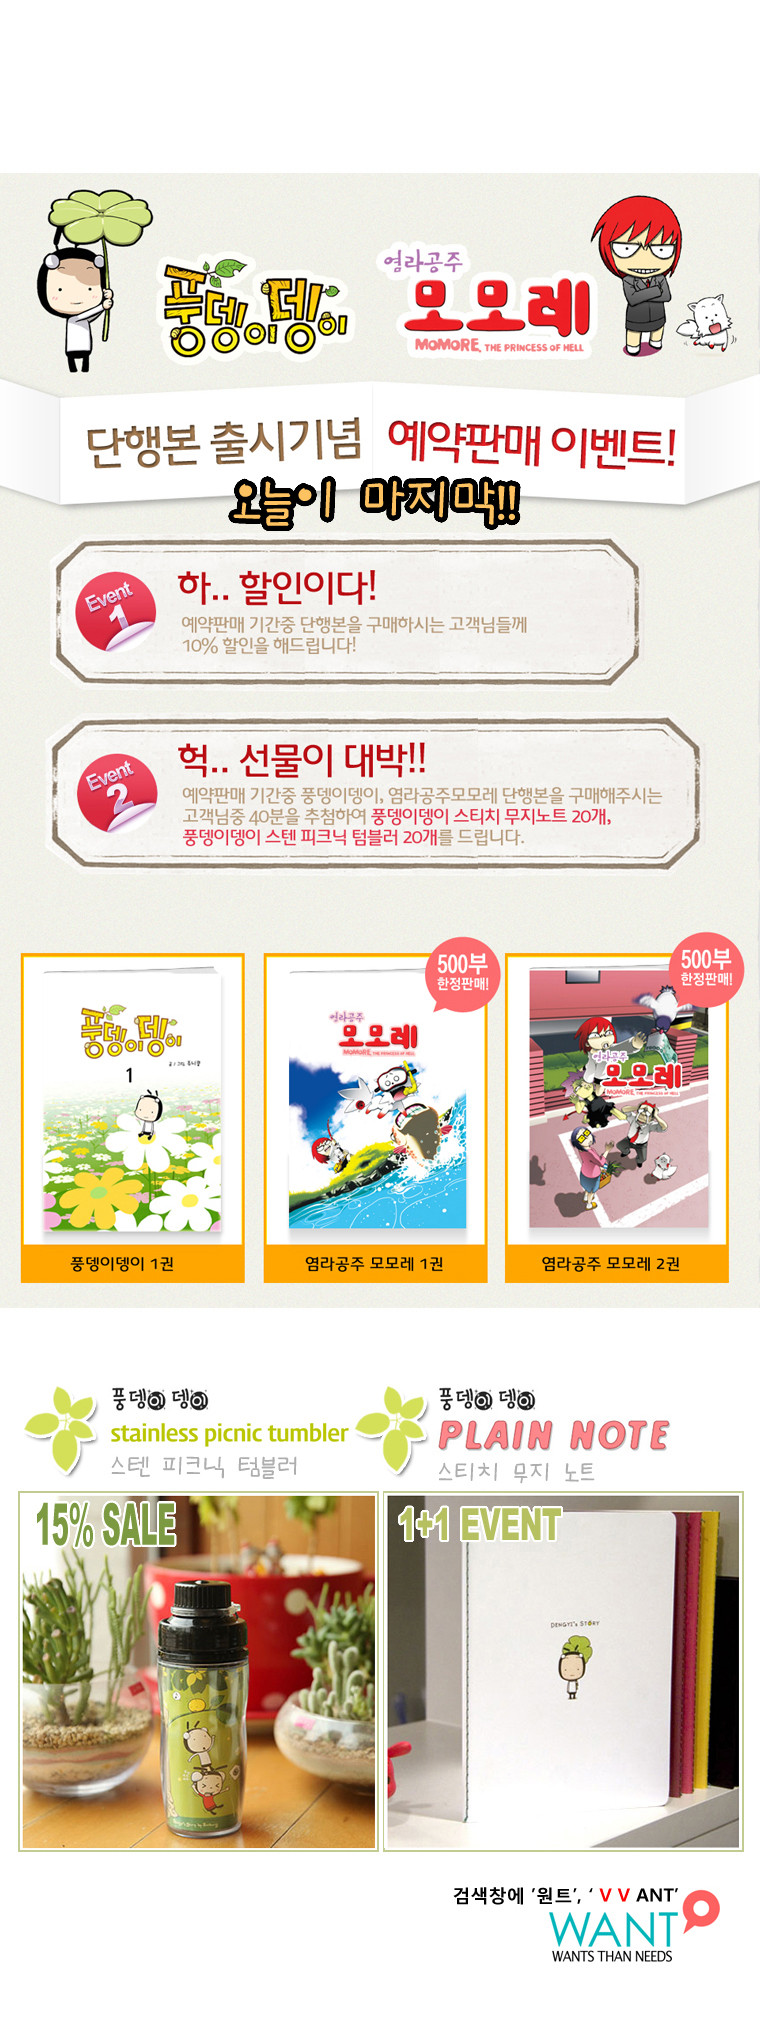 풍뎅이뎅이
염라공주
모모레
MOMORE, THE PRINCESS OF HELL
단행본 출시기념 예약판매 이벤트!
오늘이 마지막!!
Event 1
하.. 할인이다!
예약판매 기간중 단행본을 구매하시는 고객님들께
10% 할인을 해드립니다!
Event 2
헉.. 선물이 대박!!
예약판매 기간중 풍뎅이뎅이, 염라공주모모레 단행본을 구매해주시는
고객님중 40분을 추첨하여 풍뎅이뎅이 스티치 무지노트 20개,
풍뎅이뎅이 스텐 피크닉 텀블러 20개를 드립니다.
풍뎅이뎅이
1
풍뎅이뎅이 1권
500부
한정판매!
염라공주
모모레
MOMORE, THE PRINCESS OF HELL
염라공주 모모레 1권
500부
한정판매!
염라공주
모모레
MOMORE, THE PRINCESS OF HELL
염라공주 모모레 2권
풍뎅이 뎅이
stainless picnic tumbler
스텐 피크닉 텀블러
15% SALE
풍뎅이 뎅이
PLAIN NOTE
스티치 무지 노트
1+1 EVENT
DENGYI's STORY
검색창에 '원트', ' V V ANT'
WANT
WANTS THAN NEEDS